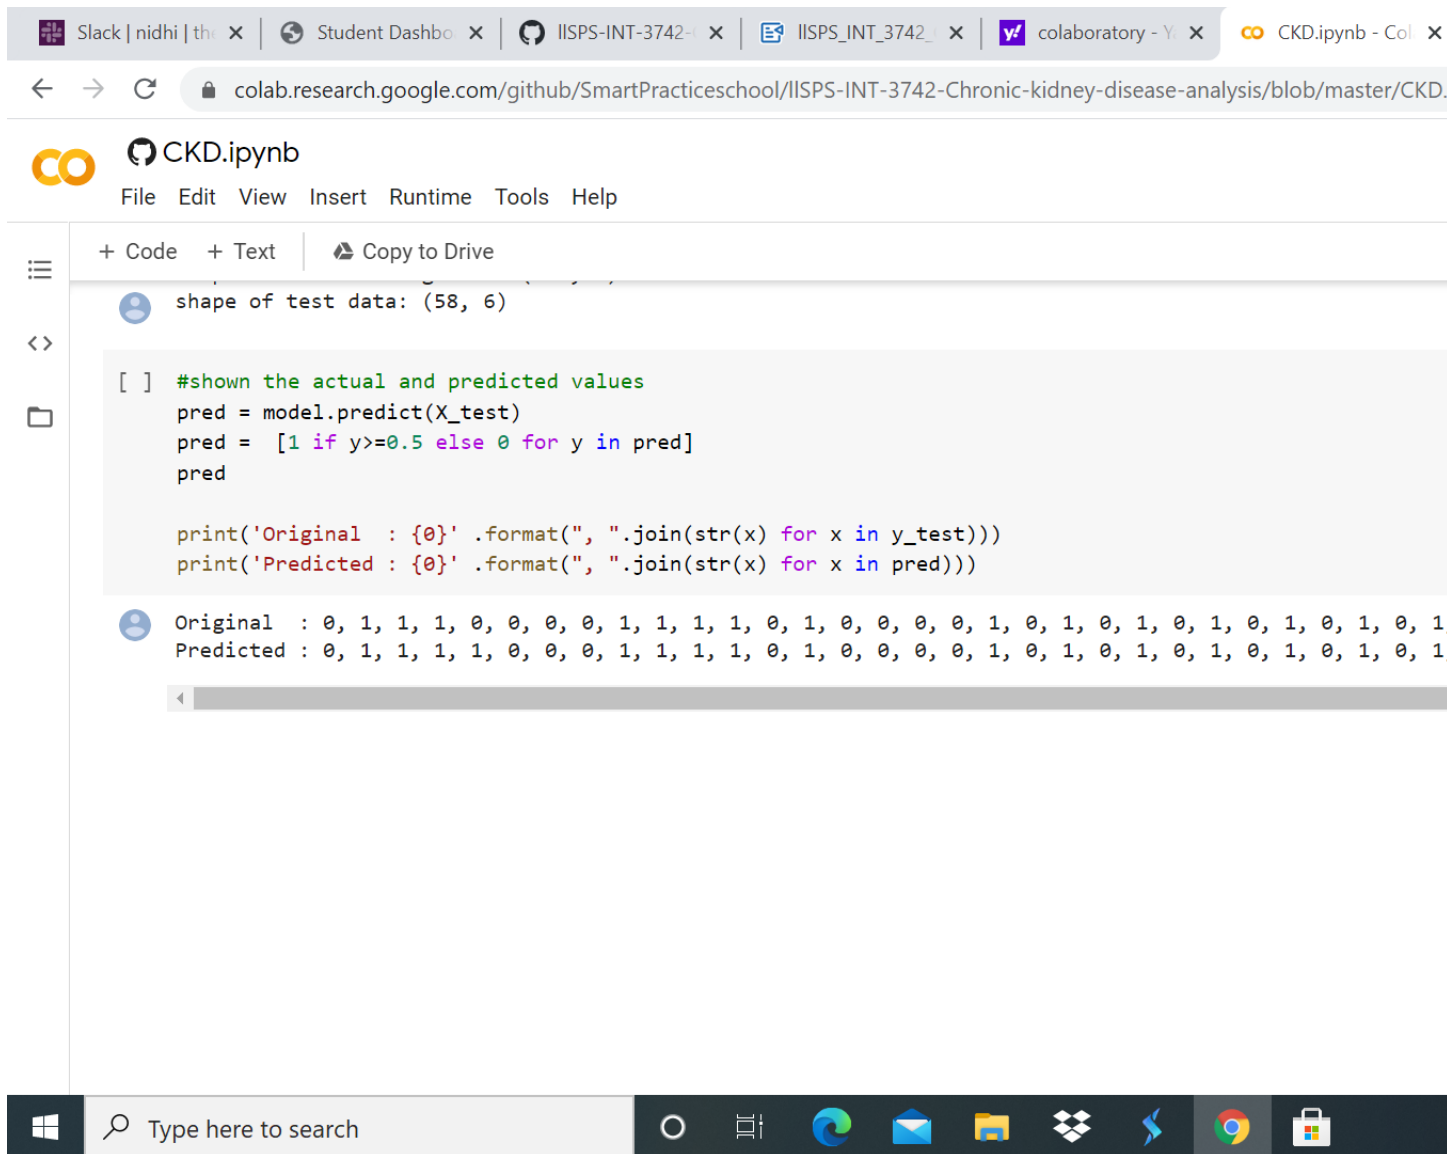 Slack | nidhi | th
Student Dashbo
llSPS-INT-3742-
llSPS_INT_3742_
y!
colaboratory - Y
CKD.ipynb - Col
colab.research.google.com/github/SmartPracticeschool/llSPS-INT-3742-Chronic-kidney-disease-analysis/blob/master/CKD.
CKD.ipynb
File Edit View Insert Runtime Tools Help
+ Code + Text Copy to Drive
shape of test data: (58, 6)
[ ] #shown the actual and predicted values
pred = model.predict(X_test)
pred =  [1 if y>=0.5 else 0 for y in pred]
pred
print('Original  : {0}' .format(", ".join(str(x) for x in y_test)))
print('Predicted : {0}' .format(", ".join(str(x) for x in pred)))
Original  : 0, 1, 1, 1, 0, 0, 0, 0, 1, 1, 1, 1, 0, 1, 0, 0, 0, 0, 1, 0, 1, 0, 1, 0, 1, 0, 1, 0, 1, 0, 1,
Predicted : 0, 1, 1, 1, 1, 0, 0, 0, 1, 1, 1, 1, 0, 1, 0, 0, 0, 0, 1, 0, 1, 0, 1, 0, 1, 0, 1, 0, 1, 0, 1,
Type here to search